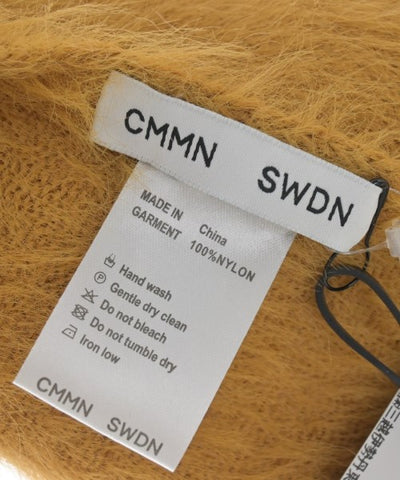 CMMN SWDN
MADE IN China
GARMENT 100%NYLON
Hand wash
Gentle dry clean
Do not bleach
Do not tumble dry
Iron low
CMMN SWDN